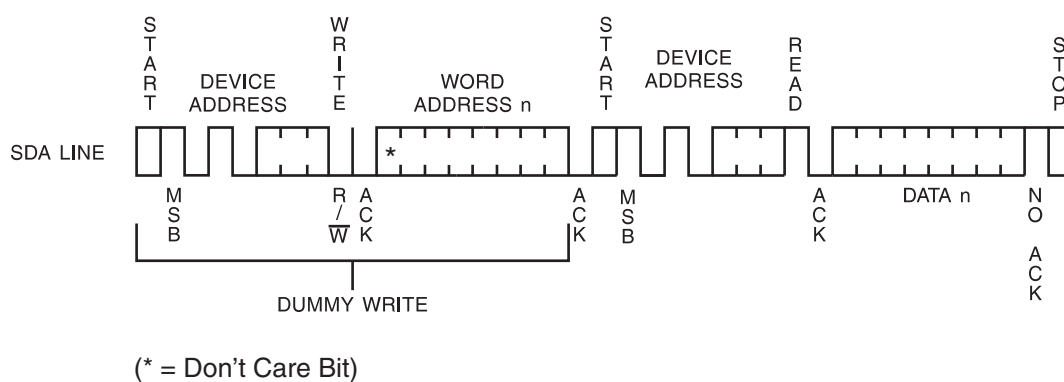 START
DEVICE
ADDRESS
WRITE
WORD
ADDRESS n
START
DEVICE
ADDRESS
READ
STOP
SDA LINE
*
MSB
R/W̅
ACK
ACK
MSB
ACK
DATA n
NO ACK
DUMMY WRITE
(* = Don't Care Bit)